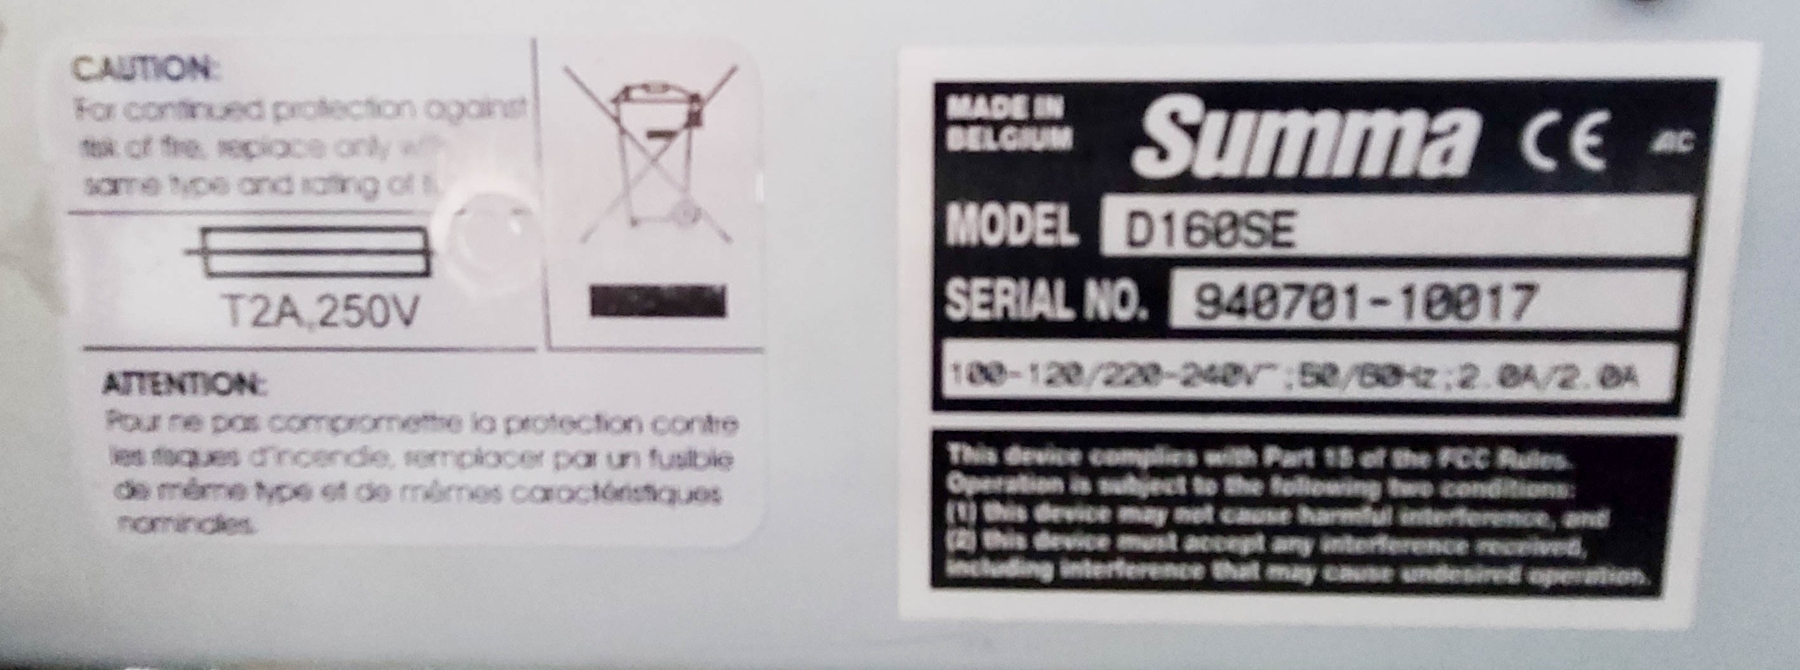 CAUTION:
For continued protection against
risk of fire, replace only with
same type and rating of
T2A,250V
ATTENTION:
Pour ne pas compromettre la protection contre
les risques d'incendie, remplacer par un fusible
de même type et de mêmes caractéristiques
nominales.
MADE IN
BELGIUM
Summa CE
MODEL D160SE
SERIAL NO. 940701-10017
100-120/220-240V~;50/60Hz;2.0A/2.0A
This device complies with Part 15 of the FCC Rules.
Operation is subject to the following two conditions:
(1) this device may not cause harmful interference, and
(2) this device must accept any interference received,
including interference that may cause undesired operation.